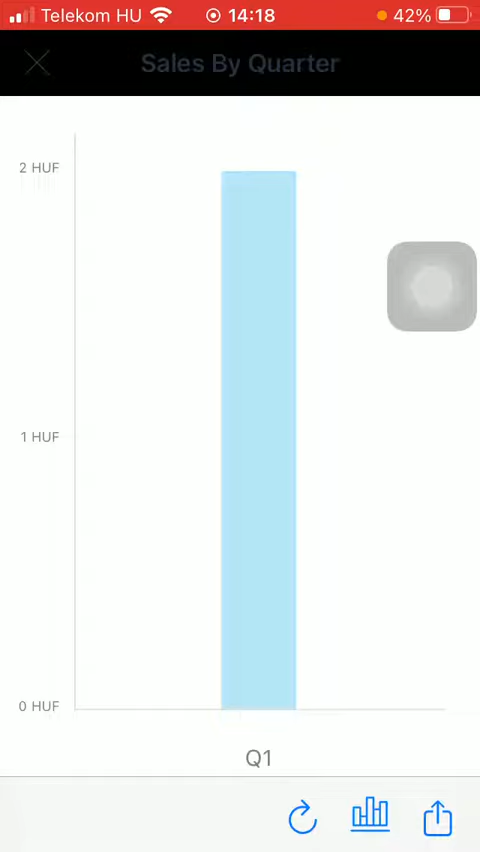 Telekom HU 14:18 42%
Sales By Quarter
2 HUF
1 HUF
0 HUF
Q1